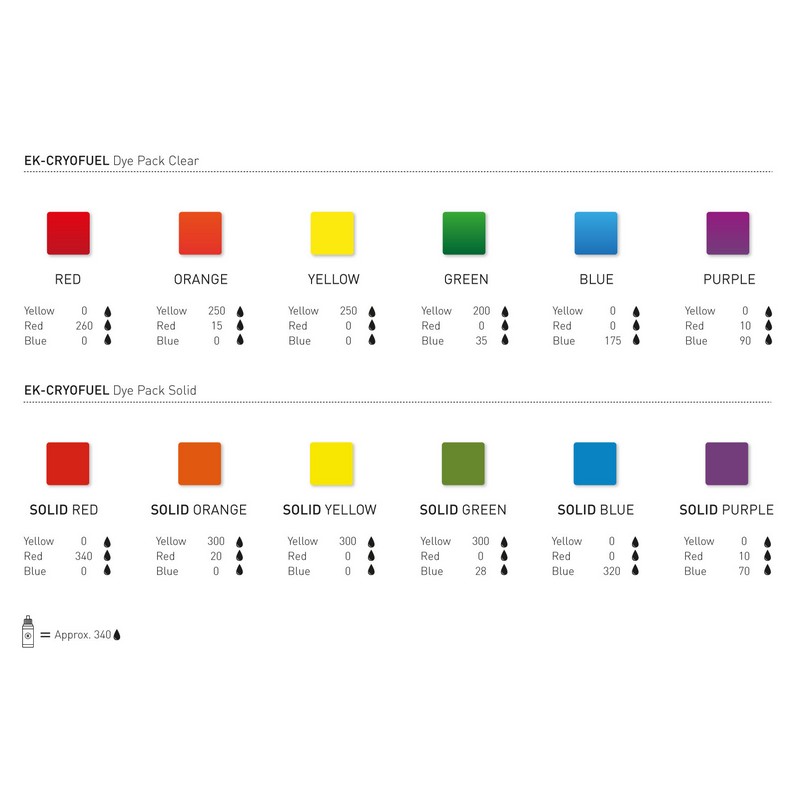 EK-CRYOFUEL Dye Pack Clear
RED ORANGE YELLOW GREEN BLUE PURPLE
Yellow 0 Yellow 250 Yellow 250 Yellow 200 Yellow 0 Yellow 0
Red 260 Red 15 Red 0 Red 0 Red 0 Red 10
Blue 0 Blue 0 Blue 0 Blue 35 Blue 175 Blue 90
EK-CRYOFUEL Dye Pack Solid
SOLID RED SOLID ORANGE SOLID YELLOW SOLID GREEN SOLID BLUE SOLID PURPLE
Yellow 0 Yellow 300 Yellow 300 Yellow 300 Yellow 0 Yellow 0
Red 340 Red 20 Red 0 Red 0 Red 0 Red 10
Blue 0 Blue 0 Blue 0 Blue 28 Blue 320 Blue 70
= Approx. 340